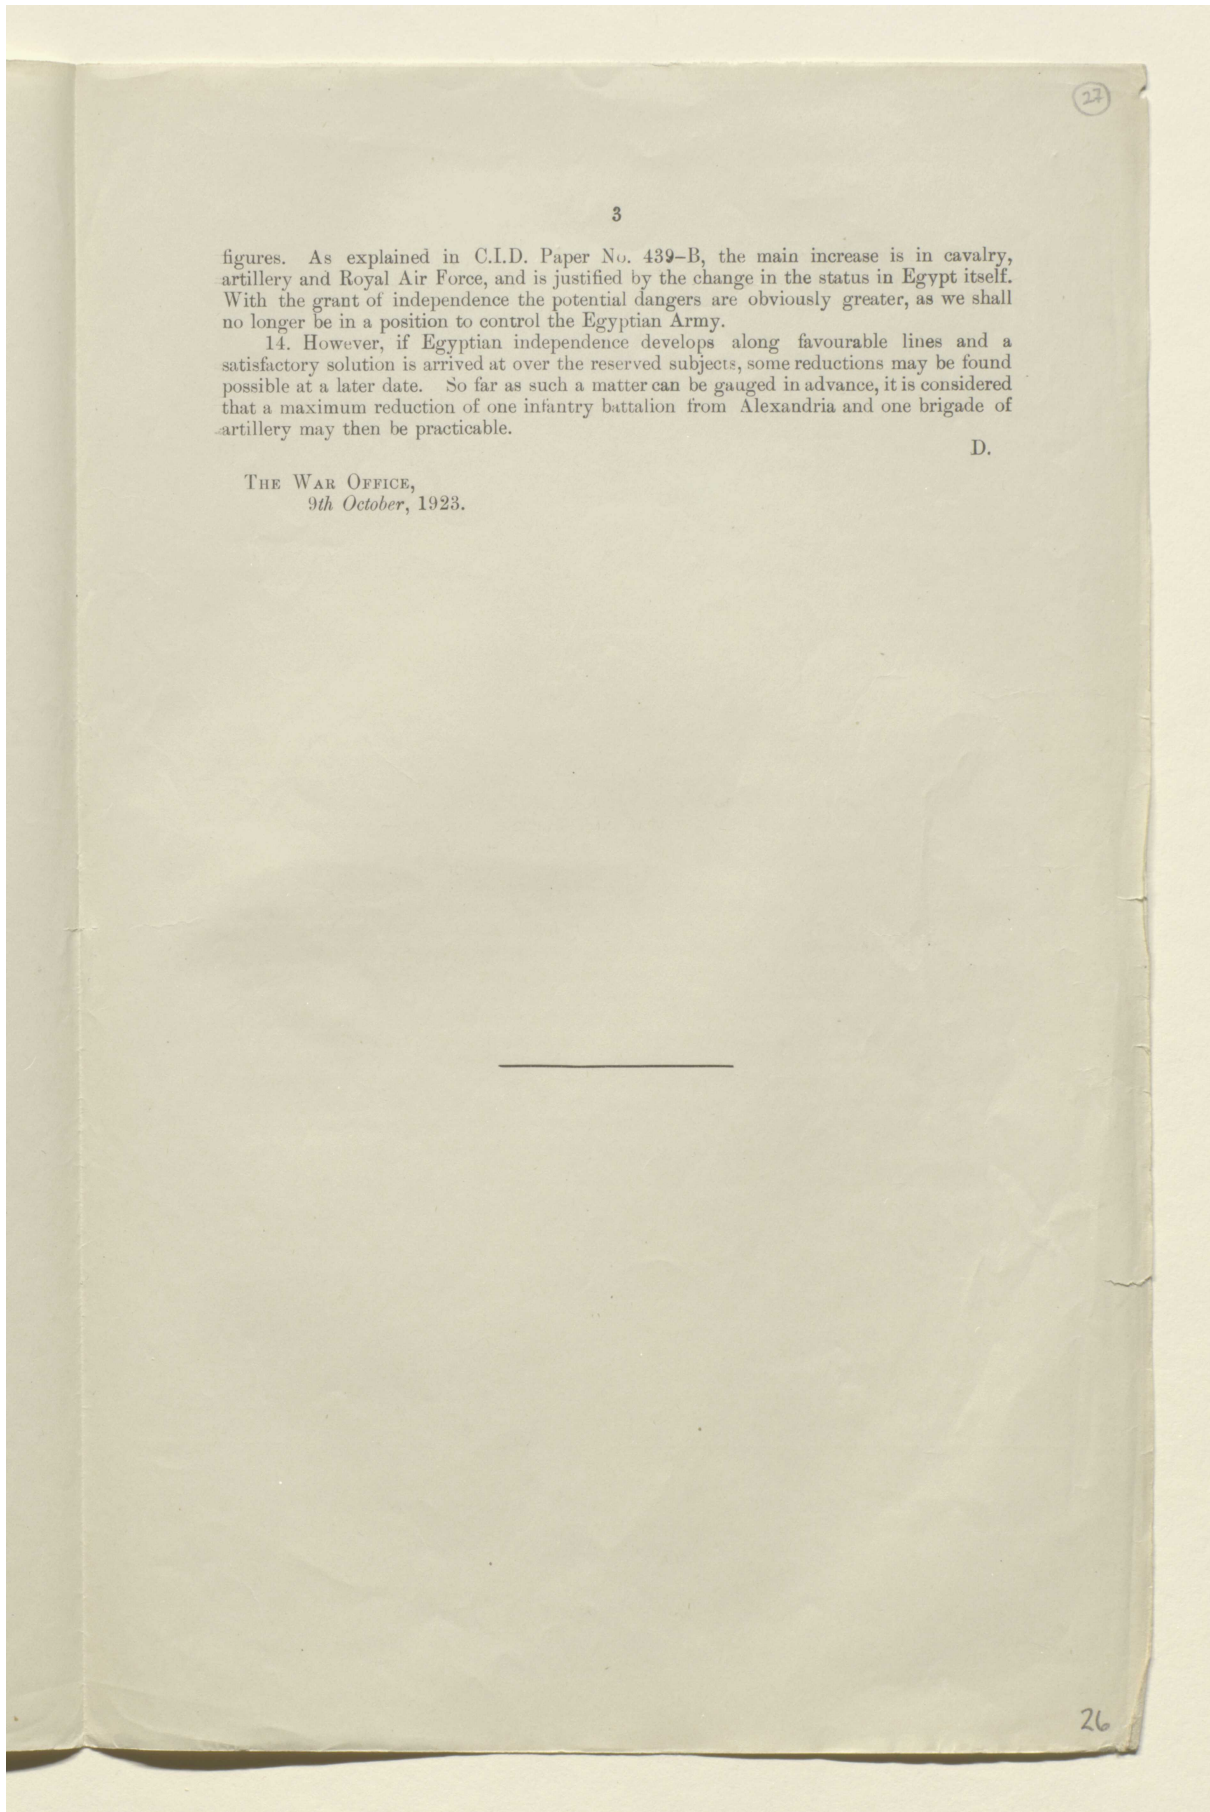 27
3
figures. As explained in C.I.D. Paper No. 439–B, the main increase is in cavalry,
artillery and Royal Air Force, and is justified by the change in the status in Egypt itself.
With the grant of independence the potential dangers are obviously greater, as we shall
no longer be in a position to control the Egyptian Army.
14. However, if Egyptian independence develops along favourable lines and a
satisfactory solution is arrived at over the reserved subjects, some reductions may be found
possible at a later date. So far as such a matter can be gauged in advance, it is considered
that a maximum reduction of one infantry battalion from Alexandria and one brigade of
artillery may then be practicable.
D.
THE WAR OFFICE,
9th October, 1923.
26